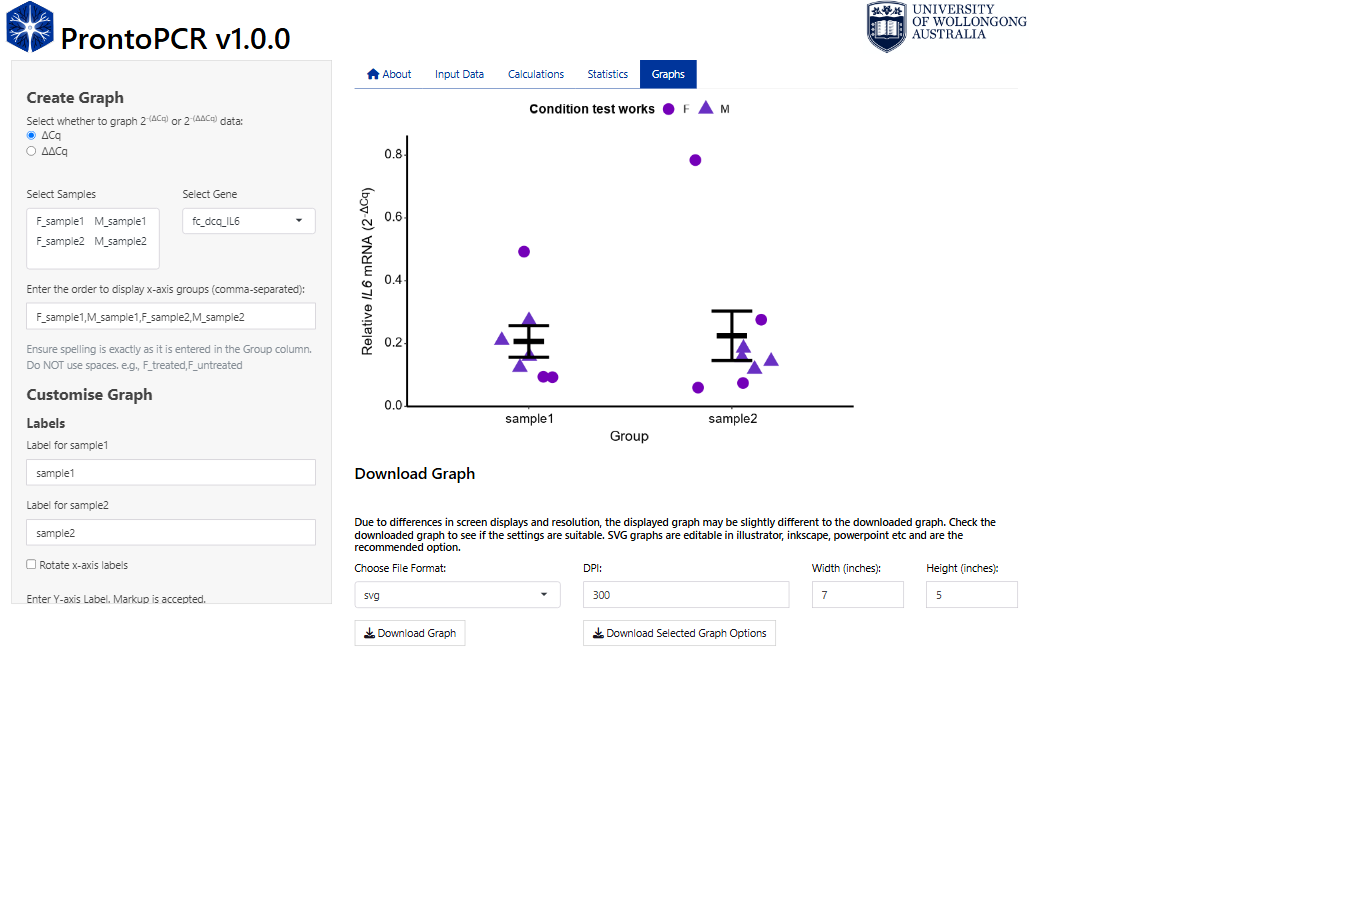 ProntoPCR v1.0.0
UNIVERSITY
OF WOLLONGONG
AUSTRALIA
Create Graph
Select whether to graph 2^-(ΔCq) or 2^-(ΔΔCq) data:
ΔCq
ΔΔCq
Select Samples
F_sample1 M_sample1
F_sample2 M_sample2
Select Gene
fc_dcq_IL6
Enter the order to display x-axis groups (comma-separated):
F_sample1,M_sample1,F_sample2,M_sample2
Ensure spelling is exactly as it is entered in the Group column.
Do NOT use spaces. e.g., F_treated,F_untreated
Customise Graph
Labels
Label for sample1
sample1
Label for sample2
sample2
Rotate x-axis labels
Enter Y-axis Label. Markup is accepted.
About Input Data Calculations Statistics Graphs
Condition test works F M
Relative IL6 mRNA (2^-ΔCq)
0.8
0.6
0.4
0.2
0.0
sample1 sample2
Group
Download Graph
Due to differences in screen displays and resolution, the displayed graph may be slightly different to the downloaded graph. Check the
downloaded graph to see if the settings are suitable. SVG graphs are editable in illustrator, inkscape, powerpoint etc and are the
recommended option.
Choose File Format: DPI: Width (inches): Height (inches):
svg 300 7 5
Download Graph Download Selected Graph Options